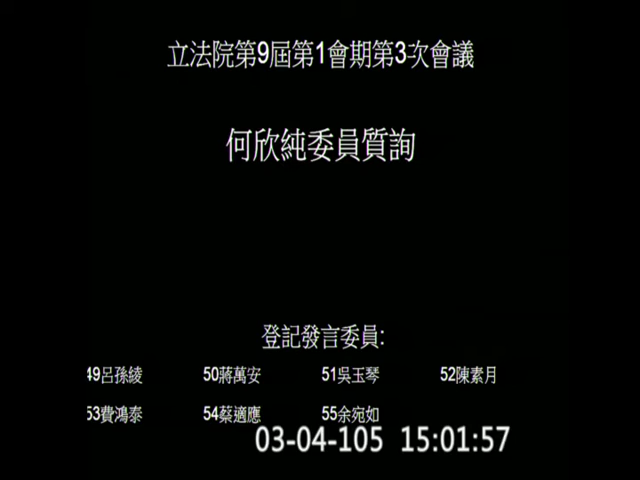 立法院第9屆第1會期第3次會議
何欣純委員質詢
登記發言委員:
49呂孫綾 50蔣萬安 51吳玉琴 52陳素月
53費鴻泰 54蔡適應 55余宛如
03-04-105 15:01:57